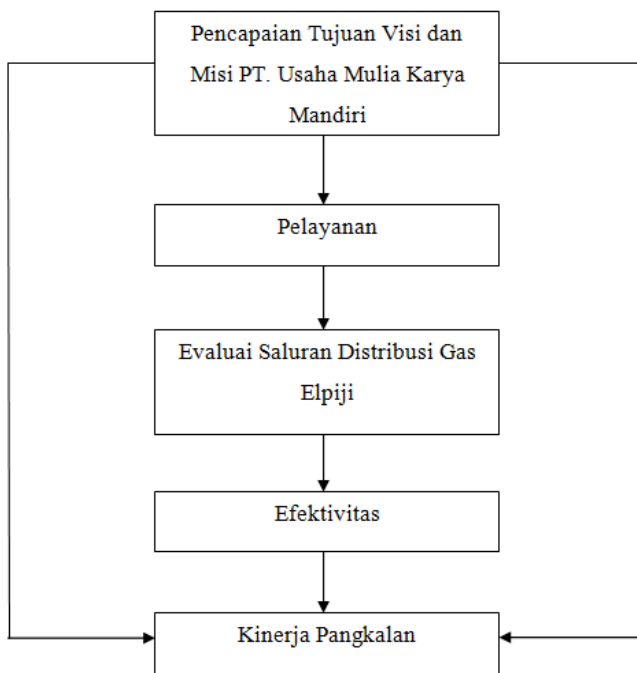 Pencapaian Tujuan Visi dan
Misi PT. Usaha Mulia Karya
Mandiri
Pelayanan
Evaluai Saluran Distribusi Gas
Elpiji
Efektivitas
Kinerja Pangkalan